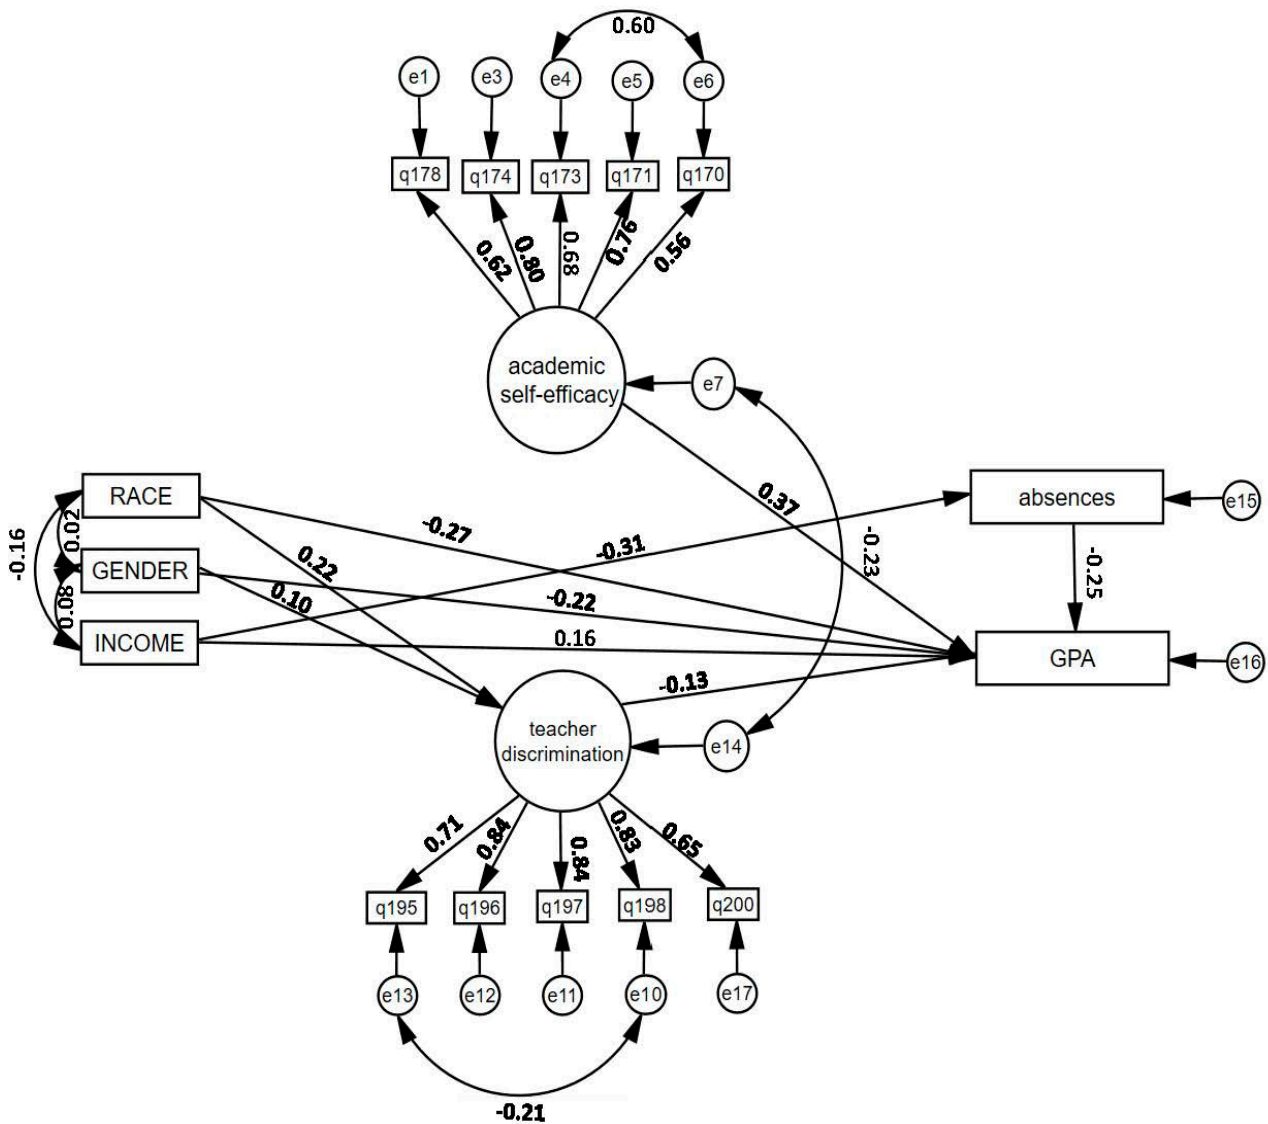 0.60
e1 e3 e4 e5 e6
q178 q174 q173 q171 q170
0.62 0.80 0.68 0.76 0.56
academic
self-efficacy
e7
RACE
GENDER
INCOME
-0.16
0.02
0.08
-0.27
0.22
0.10
-0.31
-0.22
0.16
0.37
-0.23
-0.13
absences
e15
-0.25
GPA
e16
teacher
discrimination
e14
0.71 0.84 0.84 0.83 0.65
q195 q196 q197 q198 q200
e13 e12 e11 e10 e17
-0.21